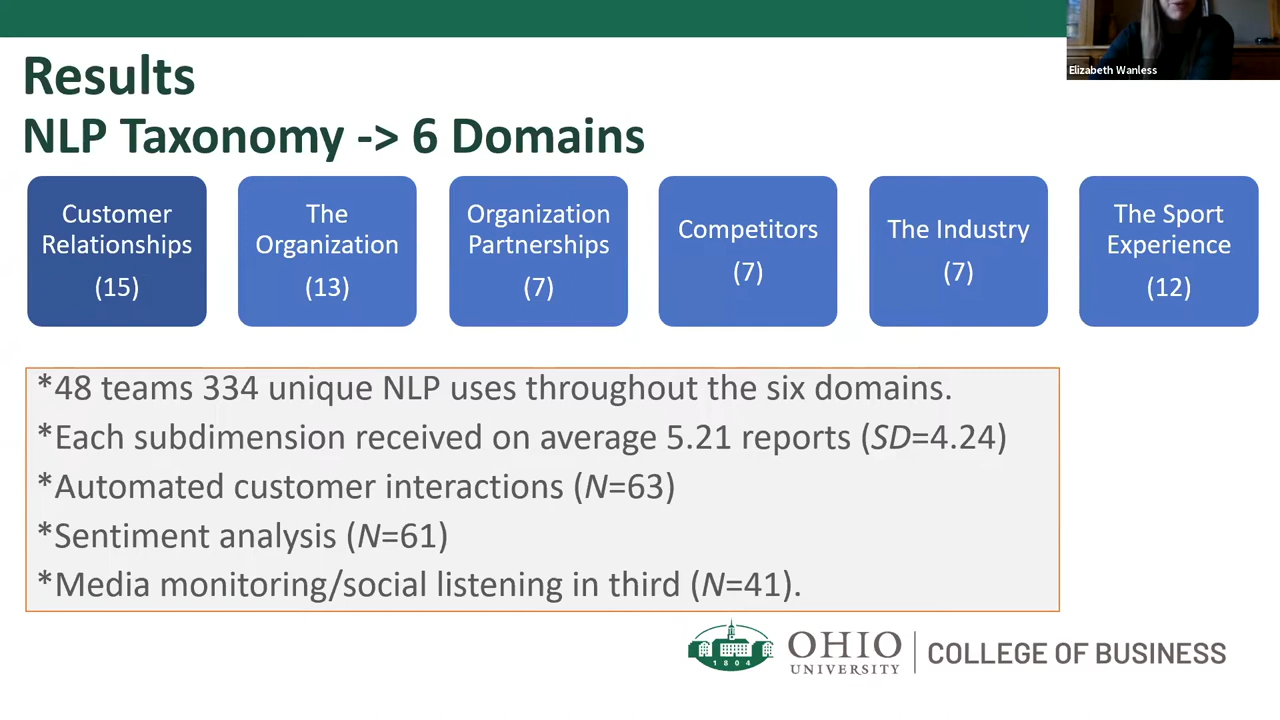 Elizabeth Wanless
Results
NLP Taxonomy -> 6 Domains
Customer
Relationships
(15)
The
Organization
(13)
Organization
Partnerships
(7)
Competitors
(7)
The Industry
(7)
The Sport
Experience
(12)
*48 teams 334 unique NLP uses throughout the six domains.
*Each subdimension received on average 5.21 reports (SD=4.24)
*Automated customer interactions (N=63)
*Sentiment analysis (N=61)
*Media monitoring/social listening in third (N=41).
1804
OHIO
UNIVERSITY
COLLEGE OF BUSINESS